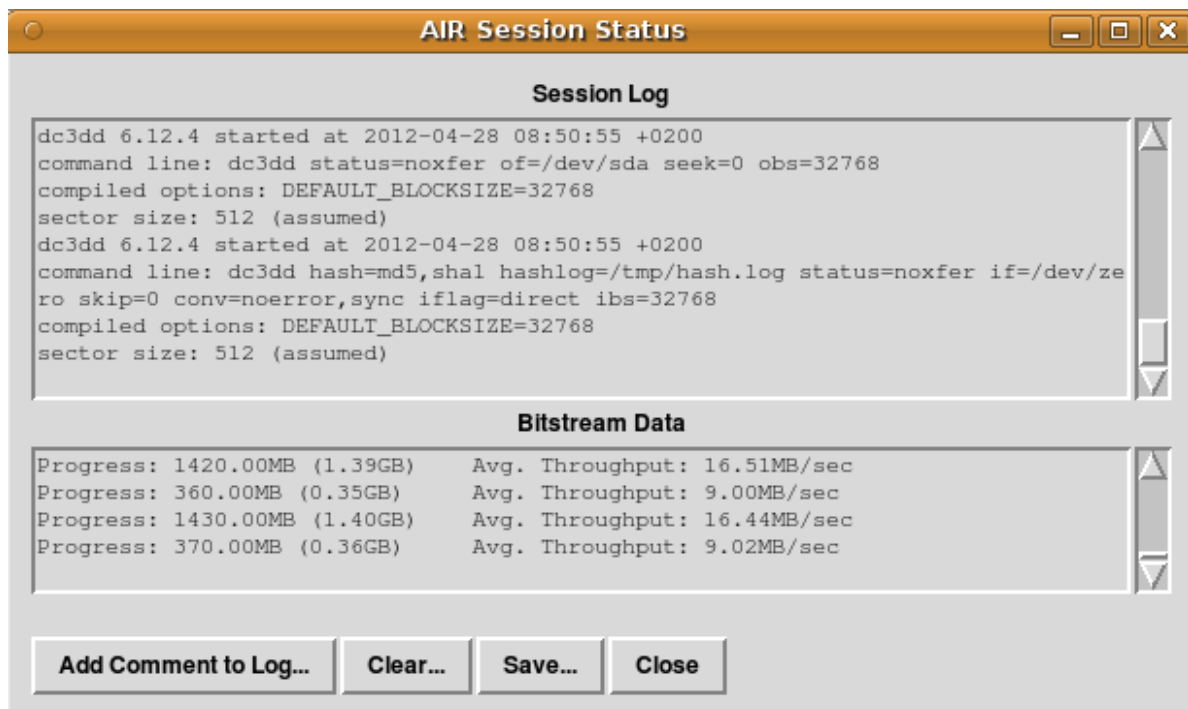 AIR Session Status
Session Log
dc3dd 6.12.4 started at 2012-04-28 08:50:55 +0200
command line: dc3dd status=noxfer of=/dev/sda seek=0 obs=32768
compiled options: DEFAULT_BLOCKSIZE=32768
sector size: 512 (assumed)
dc3dd 6.12.4 started at 2012-04-28 08:50:55 +0200
command line: dc3dd hash=md5,sha1 hashlog=/tmp/hash.log status=noxfer if=/dev/ze
ro skip=0 conv=noerror,sync iflag=direct ibs=32768
compiled options: DEFAULT_BLOCKSIZE=32768
sector size: 512 (assumed)
Bitstream Data
Progress: 1420.00MB (1.39GB) Avg. Throughput: 16.51MB/sec
Progress: 360.00MB (0.35GB) Avg. Throughput: 9.00MB/sec
Progress: 1430.00MB (1.40GB) Avg. Throughput: 16.44MB/sec
Progress: 370.00MB (0.36GB) Avg. Throughput: 9.02MB/sec
Add Comment to Log... Clear... Save... Close